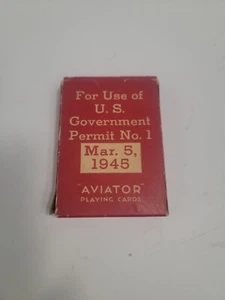 For Use of
U. S.
Government
Permit No. 1
Mar. 5,
1945
"AVIATOR"
PLAYING CARDS